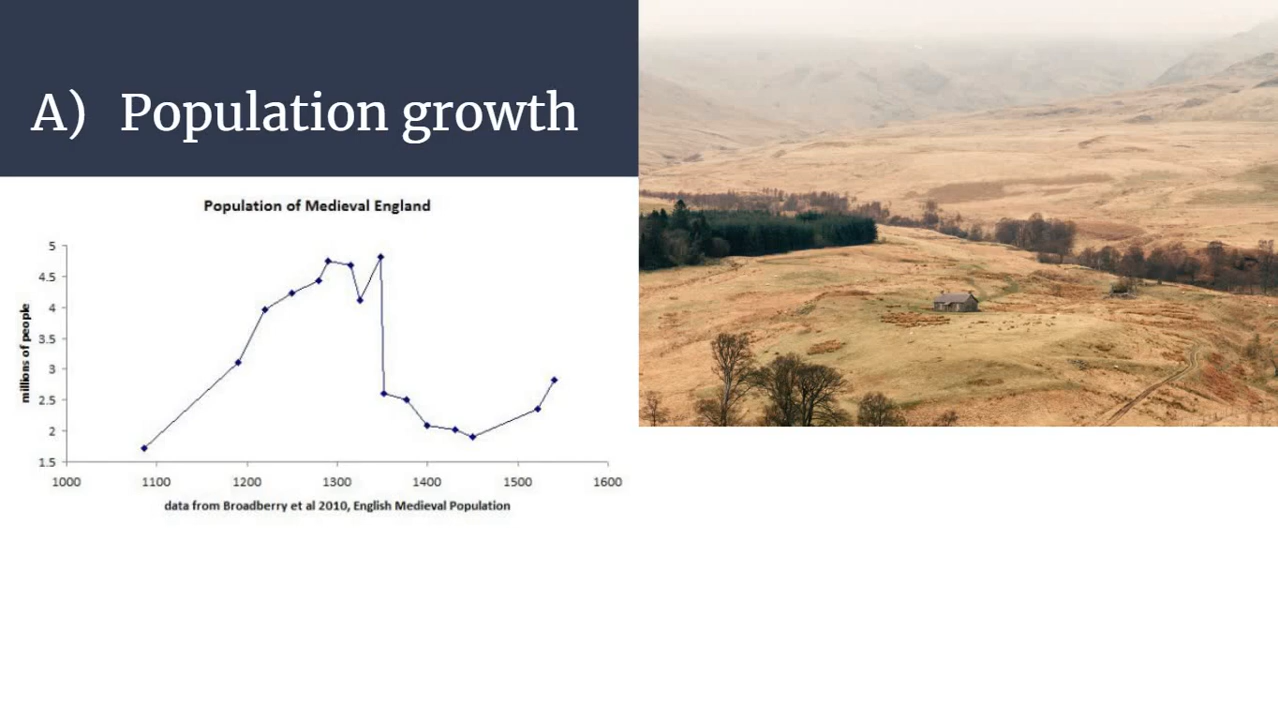 A) Population growth
Population of Medieval England
5
4.5
4
3.5
3
2.5
2
1.5
millions of people
1000 1100 1200 1300 1400 1500 1600
data from Broadberry et al 2010, English Medieval Population